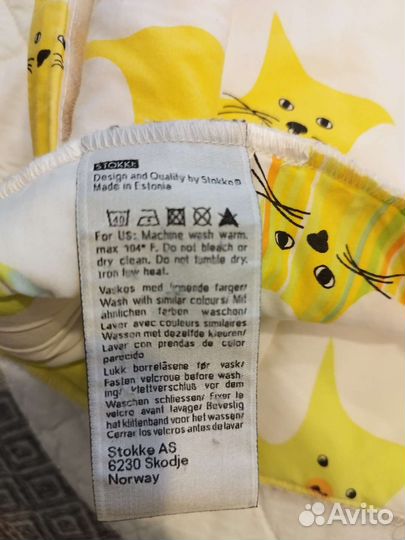 STOKKE
Design and Quality by Stokke®
Made in Estonia
40
For US: Machine wash warm,
max 104° F. Do not bleach or
dry clean. Do not tumble dry.
Iron low heat.
Vaskes med lignende farger/
Wash with similar colours/ Mit
ähnlichen farben waschen/
Laver avec couleurs similaires
Wassen met dezelfde kleuren/
Lavar con prendas de color
parecido
Lukk borrelåsene før vask/
Fasten velcroue before wash-
ing/ Klettverschluß vor dem
Waschen schliessen/ Fixer le
velcro avant lavage/ Bevestig
het klittenband voor het wassen/
Cerrar los velcros antes de lavar
Stokke AS
6230 Skodje
Norway
Avito